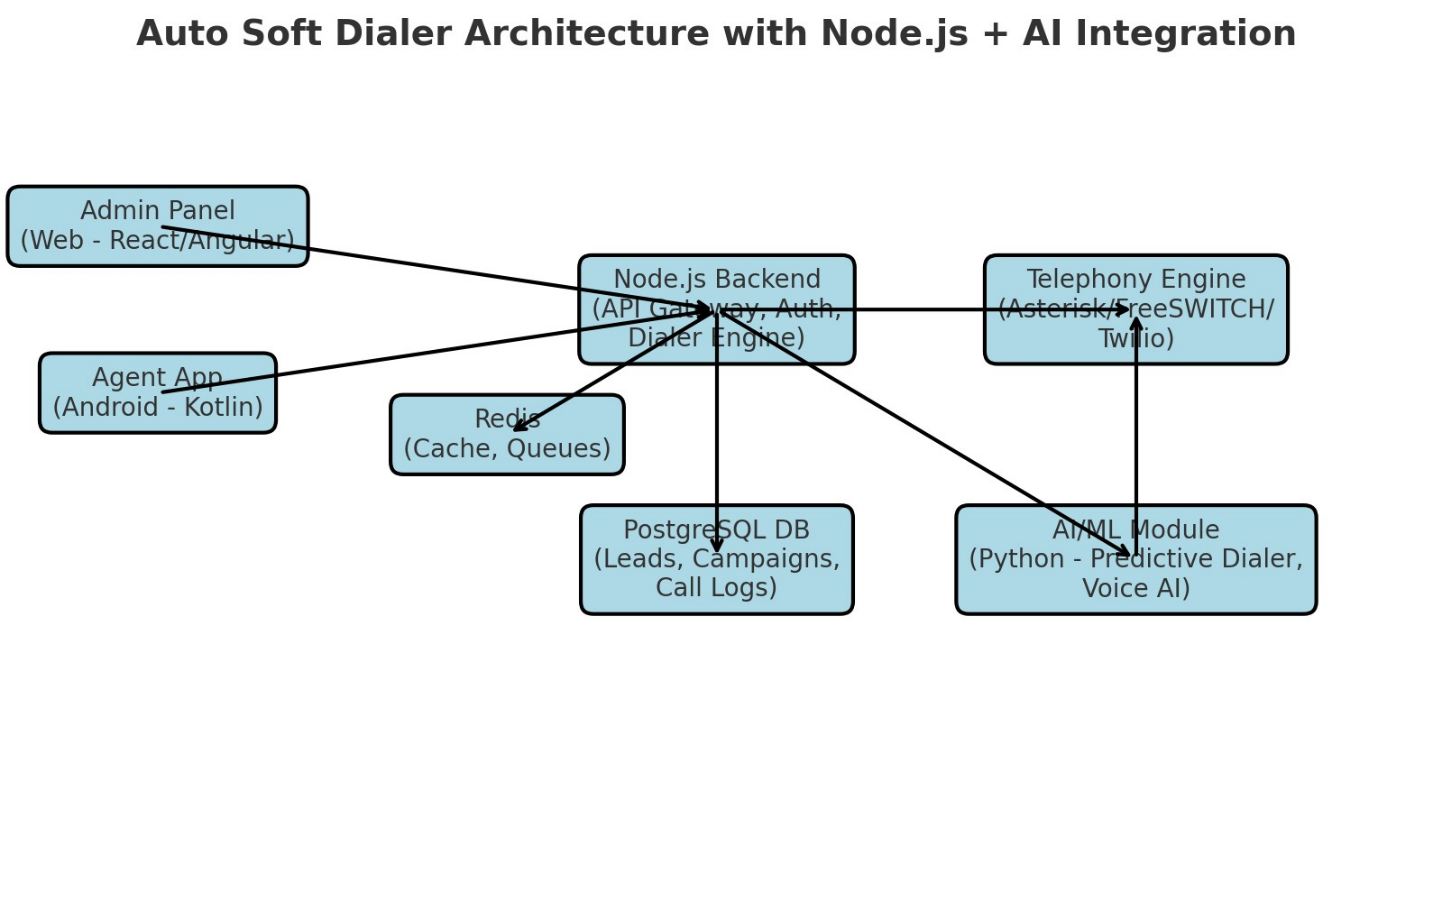 Auto Soft Dialer Architecture with Node.js + AI Integration
Admin Panel
(Web - React/Angular)
Node.js Backend
(API Gateway, Auth,
Dialer Engine)
Telephony Engine
(Asterisk/FreeSWITCH/
Twilio)
Agent App
(Android - Kotlin)
Redis
(Cache, Queues)
PostgreSQL DB
(Leads, Campaigns,
Call Logs)
AI/ML Module
(Python - Predictive Dialer,
Voice AI)